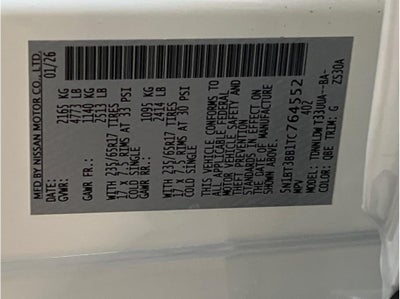 MFD BY NISSAN MOTOR CO., LTD.
DATE: 01/26
GVWR: 2165 KG
4773 LB
GAWR FR.: 1140 KG
2513 LB
WITH 235/65R17 TIRES
17 x 7.5 RIMS AT 33 PSI
COLD SINGLE
GAWR RR.: 1095 KG
2414 LB
WITH 235/65R17 TIRES
17 x 7.5 RIMS AT 30 PSI
COLD SINGLE
THIS VEHICLE CONFORMS TO
ALL APPLICABLE FEDERAL
MOTOR VEHICLE SAFETY AND
THEFT PREVENTION
STANDARDS IN EFFECT ON
THE DATE OF MANUFACTURE
SHOWN ABOVE.
5N1BT3BB1TC764552
MPV 402
MODEL: TDWNLDWT33UUA--BA-
COLOR: QBE TRIM: G ZS30A